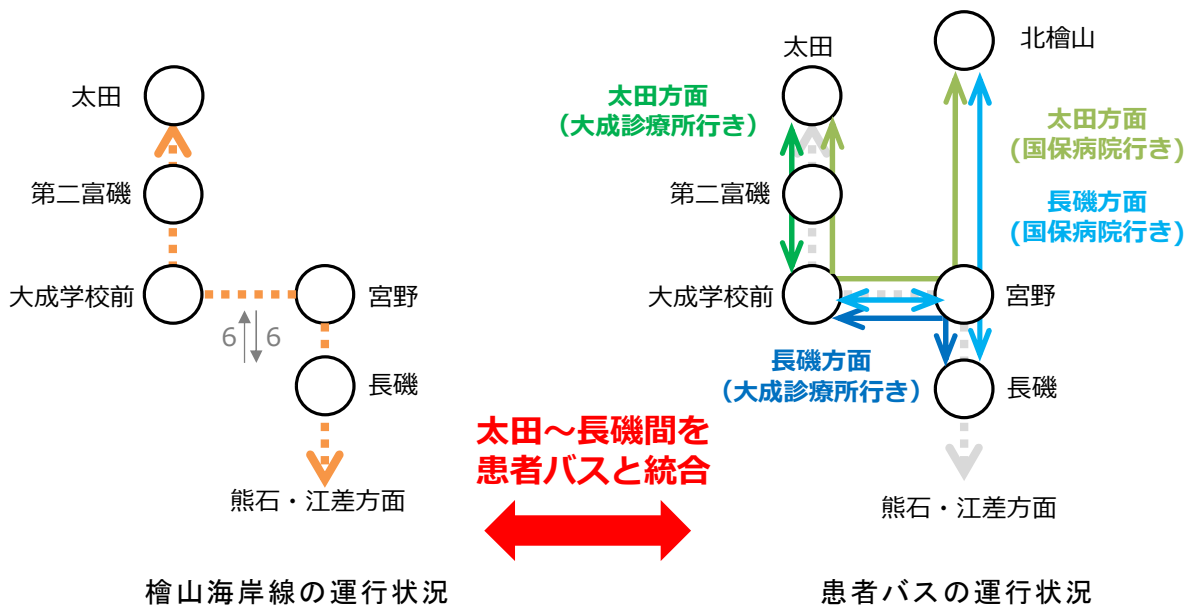 太田
第二富磯
大成学校前
宮野
6
6
長磯
熊石・江差方面
檜山海岸線の運行状況
太田～長磯間を
患者バスと統合
太田
北檜山
太田方面
（大成診療所行き）
太田方面
(国保病院行き)
第二富磯
長磯方面
(国保病院行き)
大成学校前
宮野
長磯方面
（大成診療所行き）
長磯
熊石・江差方面
患者バスの運行状況